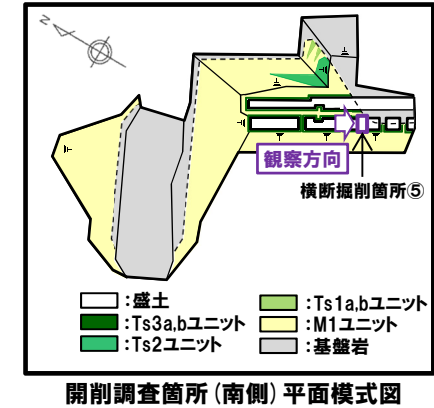 N
観察方向
横断掘削箇所⑤
:盛土
:Ts1a,bユニット
:Ts3a,bユニット
:M1ユニット
:Ts2ユニット
:基盤岩
開削調査箇所(南側)平面模式図